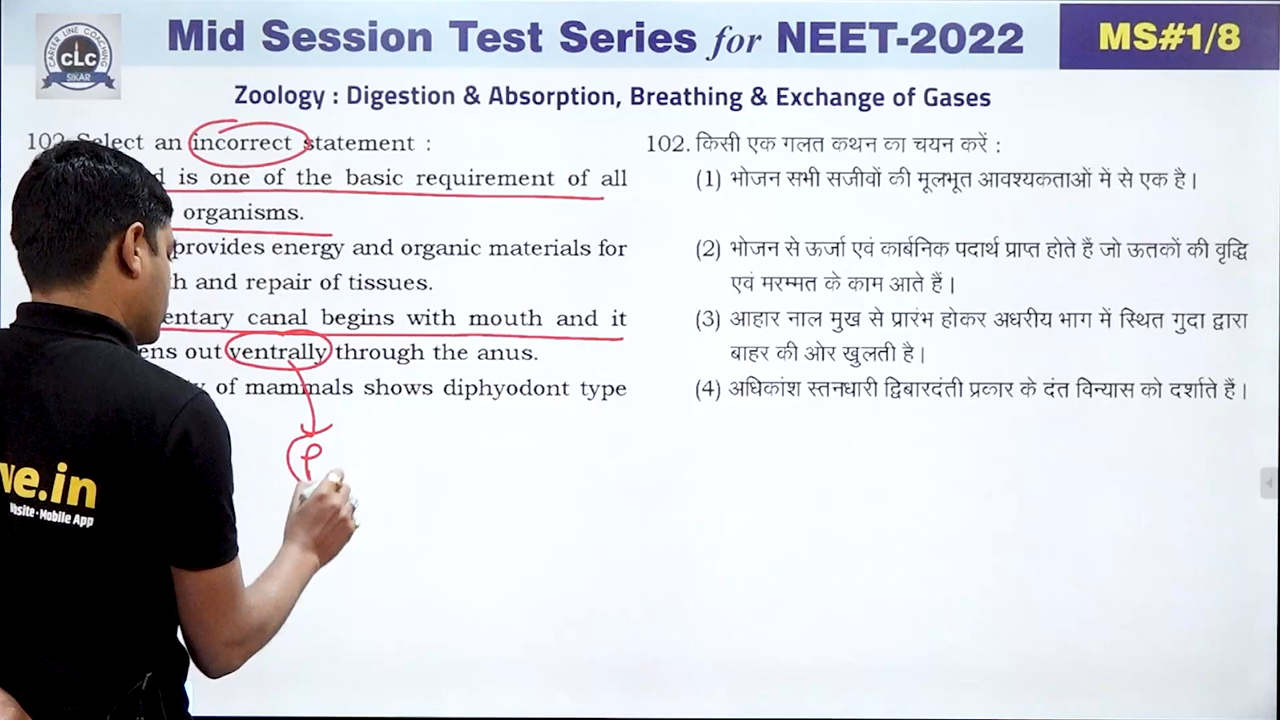 CAREER LINE COACHING
CLC
SIKAR
Mid Session Test Series for NEET-2022
MS#1/8
Zoology : Digestion & Absorption, Breathing & Exchange of Gases
102. Select an incorrect statement :
is one of the basic requirement of all
organisms.
provides energy and organic materials for
and repair of tissues.
canal begins with mouth and it
out ventrally through the anus.
of mammals shows diphyodont type
P
102. किसी एक गलत कथन का चयन करें :
(1) भोजन सभी सजीवों की मूलभूत आवश्यकताओं में से एक है।
(2) भोजन से ऊर्जा एवं कार्बनिक पदार्थ प्राप्त होते हैं जो ऊतकों की वृद्धि
एवं मरम्मत के काम आते हैं।
(3) आहार नाल मुख से प्रारंभ होकर अधरीय भाग में स्थित गुदा द्वारा
बाहर की ओर खुलती है।
(4) अधिकांश स्तनधारी द्विबारदंती प्रकार के दंत विन्यास को दर्शाते हैं।
ve.in
Mobile App